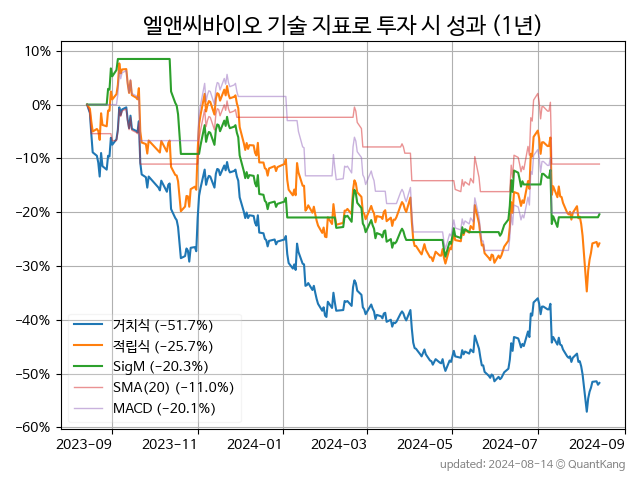 엘앤씨바이오 기술 지표로 투자 시 성과 (1년)
10%
0%
−10%
−20%
−30%
−40%
−50%
−60%
거치식 (−51.7%)
적립식 (−25.7%)
SigM (−20.3%)
SMA(20) (−11.0%)
MACD (−20.1%)
2023-09 2023-11 2024-01 2024-03 2024-05 2024-07 2024-09
updated: 2024-08-14 © QuantKang